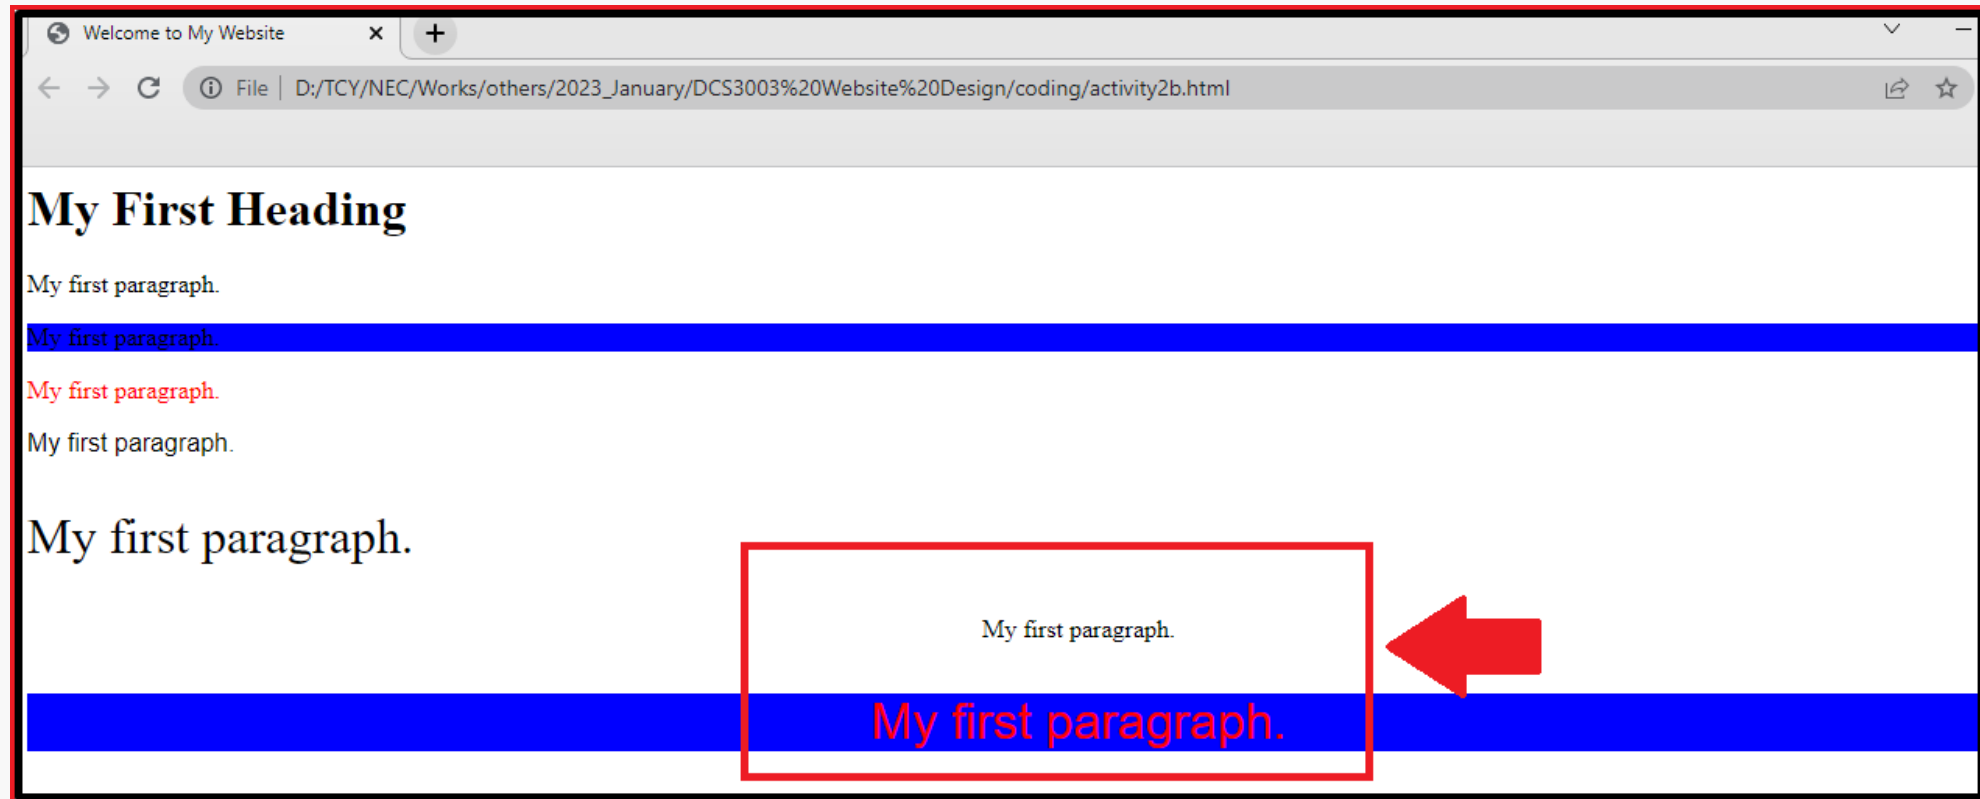 Welcome to My Website
File | D:/TCY/NEC/Works/others/2023_January/DCS3003%20Website%20Design/coding/activity2b.html
My First Heading
My first paragraph.
My first paragraph.
My first paragraph.
My first paragraph.
My first paragraph.
My first paragraph.
My first paragraph.